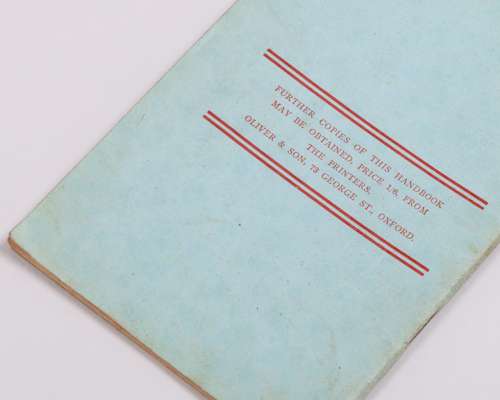 FURTHER COPIES OF THIS HANDBOOK
MAY BE OBTAINED, PRICE 1/6, FROM
THE PRINTERS,
OLIVER & SON, 73 GEORGE ST., OXFORD.